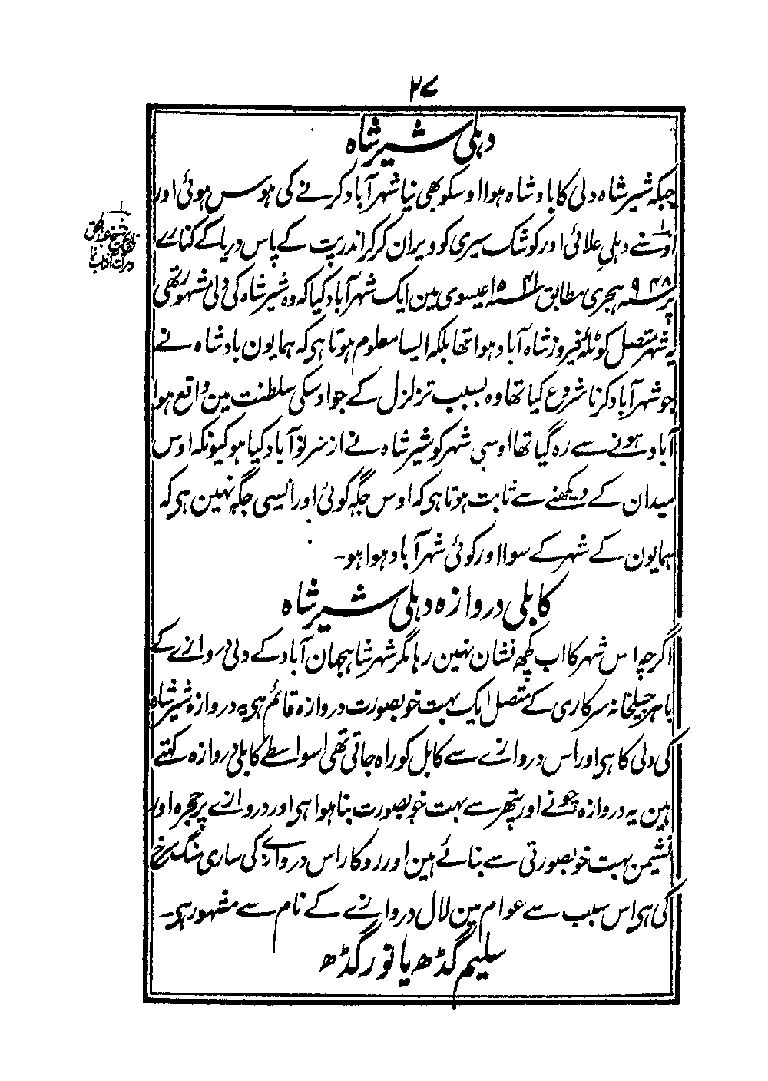 ۲۷
دہلی شیر شاہ
جبکہ شیر شاہ دلی کا بادشاہ ہوا اوسکو بھی نیا شہر آباد کرنے کی ہوس ہوئی اور
اوسنے دہلی علائی اور کوشک سیری کو ویران کر کر اندرپت کے پاس دریا کے کنارے
پر ۹۴۸ سنہ ہجری مطابق ۱۵۴۱ سنہ عیسوی مین ایک شہر آباد کیا کہ وہ شیر شاہ کی دلی مشہور تھی
یہ شہر متصل کوٹلہ فیروز شاہ آباد ہوا تھا بلکہ ایسا معلوم ہوتا ہی کہ ہمایون بادشاہ نے
جو شہر آباد کرنا شروع کیا تھا وہ بسبب تزلزل کے جو اوسکی سلطنت مین واقع ہوا
آباد ہونے سے رہ گیا تھا اوسی شہر کو شیر شاہ نے از سر نو آباد کیا ہو کیونکہ اوس
میدان کے دیکھنے سے ثابت ہوتا ہی کہ اوس جگہ کوئی اور ایسی جگہ نہین ہی کہ
ہمایون کے شہر کے سوا اور کوئی شہر آباد ہوا ہو۔
کابلی دروازہ دہلی شیر شاہ
اگرچہ اس شہر کا اب کچھ نشان نہین رہا مگر شہر شاہجہان آباد کے دلی دروازے کے
باہر جیلخانہ سرکاری کے متصل ایک بہت خوبصورت دروازہ قائم ہی یہ دروازہ شیر شاہ
کی دلی کا ہی اور اس دروازے سے کابل کو راہ جاتی تھی اسواسطے کابلی دروازہ کہتے
ہین یہ دروازہ چونے اور پتھر سے بہت خوبصورت بنا ہوا ہی اور دروازے پر حجرہ اور
نشیمن بہت خوبصورتی سے بنائے ہین اور روکار اس دروازے کی ساری سنگ سرخ
کی ہی اس سبب سے عوام مین لال دروازے کے نام سے مشہور ہی۔
سلیم گڈھ یا نور گڈھ